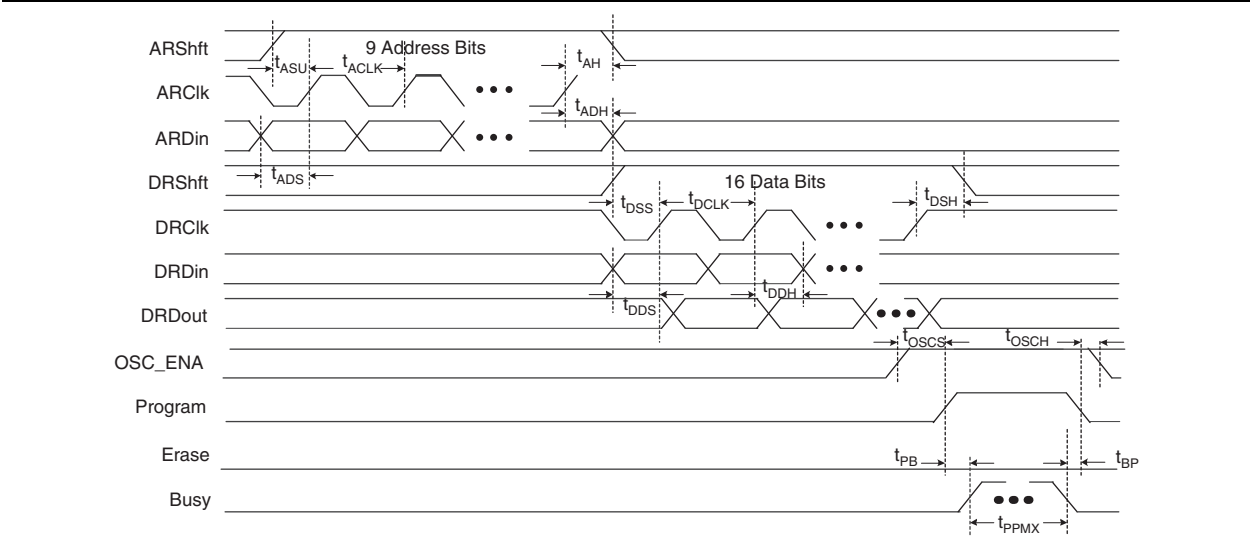 ARShft
9 Address Bits
tASU
tACLK
tAH
ARClk
tADH
ARDin
tADS
DRShft
16 Data Bits
tDSS
tDCLK
tDSH
DRClk
DRDin
tDDS
tDDH
DRDout
tOSCS
tOSCH
OSC_ENA
Program
Erase
tPB
tBP
Busy
tPPMX